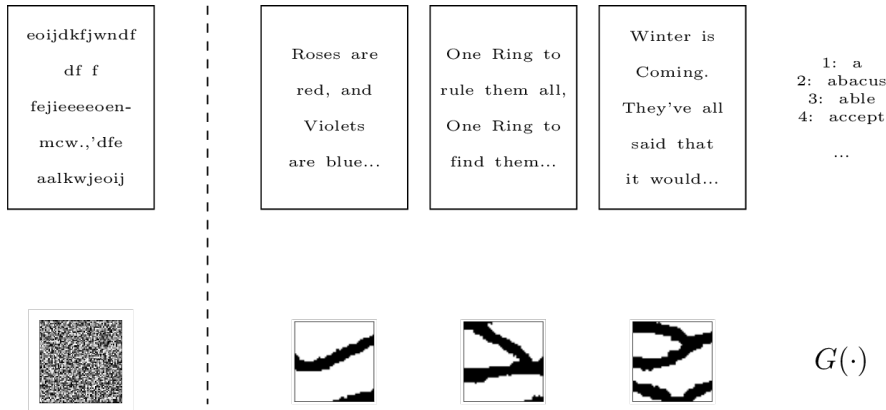 eoijdkfjwndf
df f
fejieeeeoen-
mcw.,'dfe
aalkwjeoij
Roses are
red, and
Violets
are blue...
One Ring to
rule them all,
One Ring to
find them...
Winter is
Coming.
They've all
said that
it would...
1: a
2: abacus
3: able
4: accept
...
G(·)